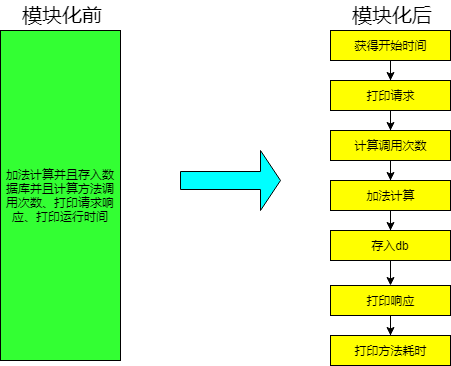 模块化前
模块化后
加法计算并且存入数
据库并且计算方法调
用次数、打印请求响
应、打印运行时间
获得开始时间
打印请求
计算调用次数
加法计算
存入db
打印响应
打印方法耗时